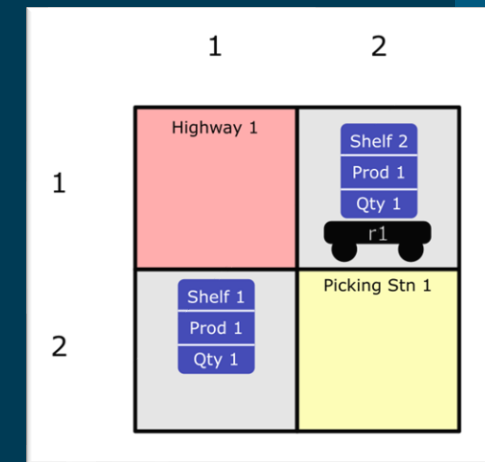 1 2
Highway 1
Shelf 2
Prod 1
Qty 1
r1
1
Shelf 1
Prod 1
Qty 1
Picking Stn 1
2